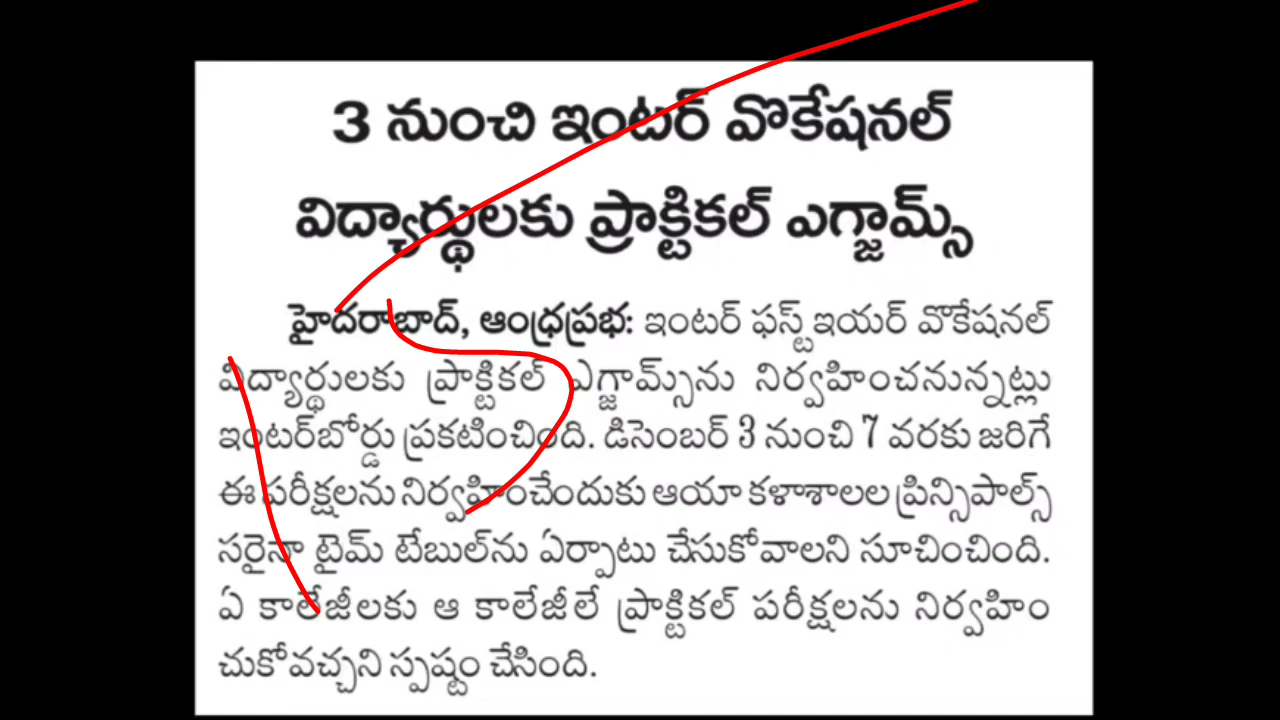 3 నుంచి ఇంటర్ వొకేషనల్
విద్యార్థులకు ప్రాక్టికల్ ఎగ్జామ్స్
హైదరాబాద్, ఆంధ్రప్రభ: ఇంటర్ ఫస్ట్ ఇయర్ వొకేషనల్
విద్యార్థులకు ప్రాక్టికల్ ఎగ్జామ్స్ను నిర్వహించనున్నట్లు
ఇంటర్‌బోర్డు ప్రకటించింది. డిసెంబర్ 3 నుంచి 7 వరకు జరిగే
ఈ పరీక్షలను నిర్వహించేందుకు ఆయా కళాశాలల ప్రిన్సిపాల్స్
సరైనా టైమ్ టేబుల్‌ను ఏర్పాటు చేసుకోవాలని సూచించింది.
ఏ కాలేజీలకు ఆ కాలేజీలే ప్రాక్టికల్ పరీక్షలను నిర్వహిం
చుకోవచ్చని స్పష్టం చేసింది.